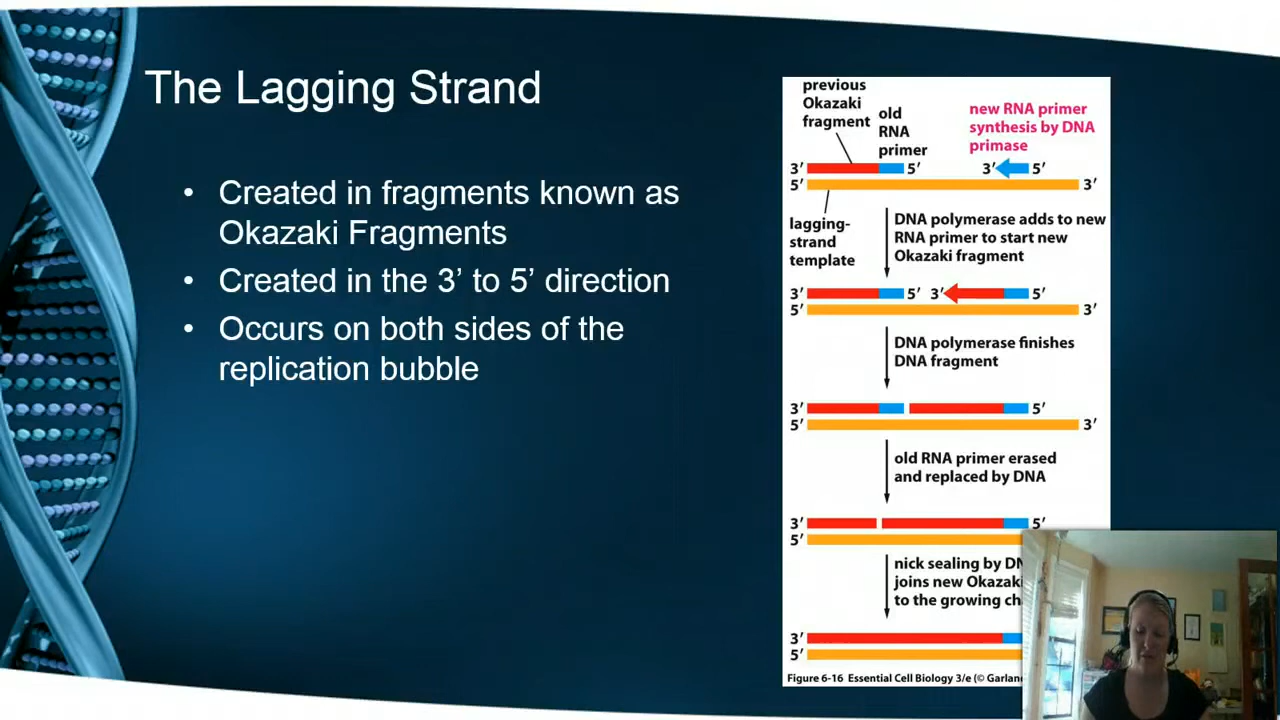 The Lagging Strand
• Created in fragments known as
Okazaki Fragments
• Created in the 3’ to 5’ direction
• Occurs on both sides of the
replication bubble
previous
Okazaki
fragment
old
RNA
primer
new RNA primer
synthesis by DNA
primase
3′ 5′ 3′ 5′
5′ 3′
lagging-
strand
template
DNA polymerase adds to new
RNA primer to start new
Okazaki fragment
3′ 5′ 3′ 5′
5′ 3′
DNA polymerase finishes
DNA fragment
3′ 5′
5′ 3′
old RNA primer erased
and replaced by DNA
3′ 5′
5′
nick sealing by
joins new
to the growing
3′
5′
Figure 6-16 Essential Cell Biology 3/e (©